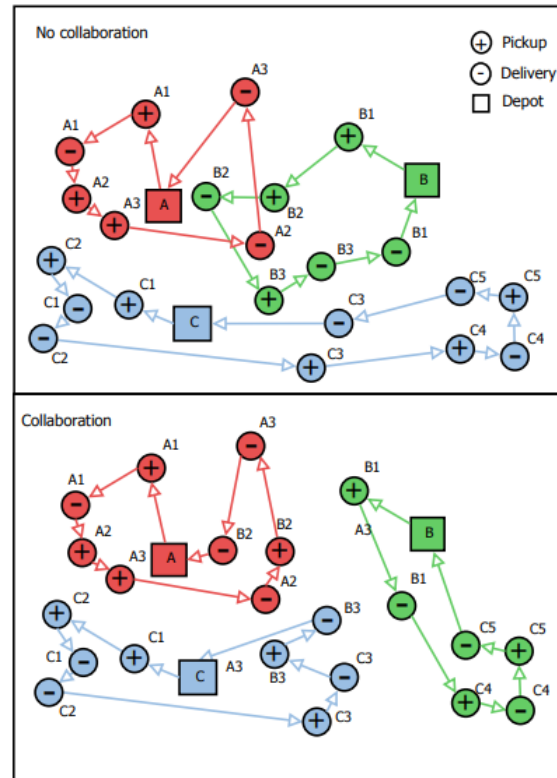 No collaboration
+ Pickup
- Delivery
Depot
A3
A1
A1
B1
A
B
B2
A2
A3
B2
A2
B1
C2
B3
B3
C1
C1
C5
C5
C
C3
C2
C3
C4
C4
Collaboration
A3
A1
B1
A1
A3
B
A2
B2
B2
A3
A
B1
A2
C2
B3
C1
C1
C5
C5
A3
C
B3
C3
C2
C4
C4
C3